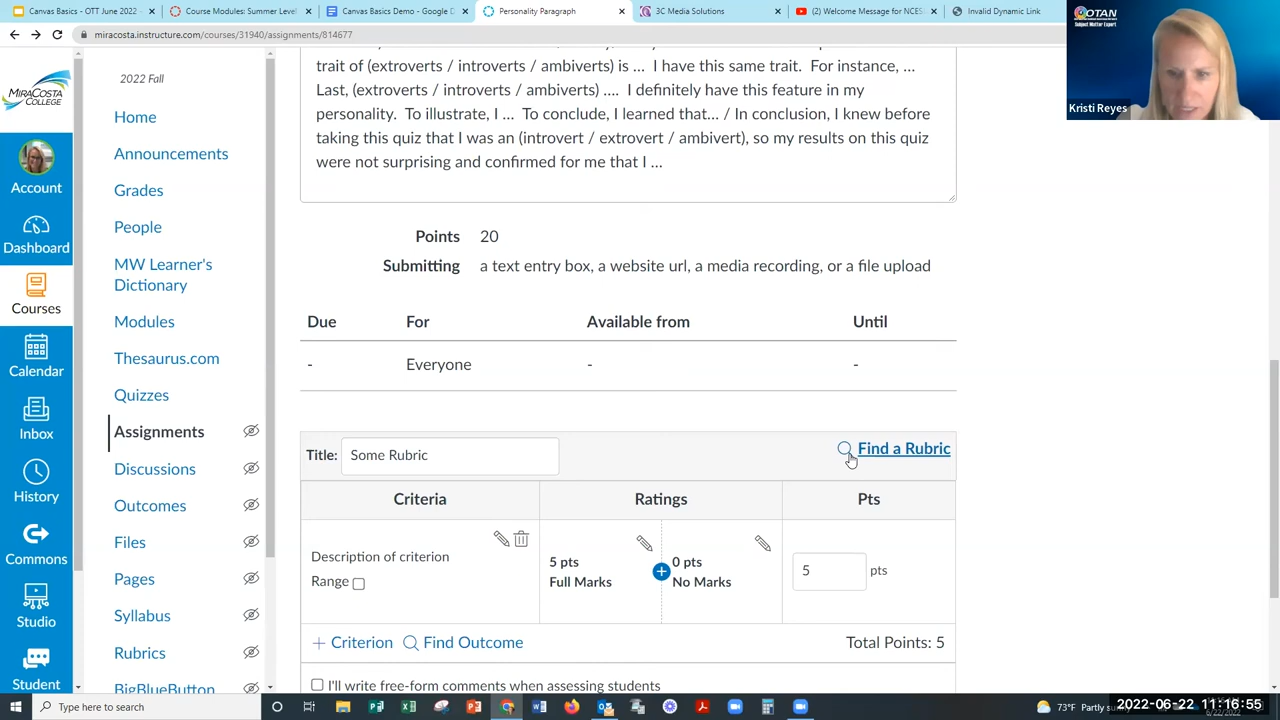 Canvas Basics - OTT June 2022 -
Course Modules: Summer Level
Canvas Basics - Google D
Personality Paragraph
3C Media Solutions
(2) Welcome Message for NCES
Invalid Dynamic Link
miracosta.instructure.com/courses/31940/assignments/814677
OTAN
Subject Matter Expert
Kristi Reyes
MIRACOSTA
COLLEGE
Account
Dashboard
Courses
Calendar
Inbox
History
Commons
Studio
Student
2022 Fall
Home
Announcements
Grades
People
MW Learner's
Dictionary
Modules
Thesaurus.com
Quizzes
Assignments
Discussions
Outcomes
Files
Pages
Syllabus
Rubrics
BigBlueButton
trait of (extroverts / introverts / ambiverts) is ... I have this same trait. For instance, ...
Last, (extroverts / introverts / ambiverts) .... I definitely have this feature in my
personality. To illustrate, I ... To conclude, I learned that... / In conclusion, I knew before
taking this quiz that I was an (introvert / extrovert / ambivert), so my results on this quiz
were not surprising and confirmed for me that I ...
Points 20
Submitting a text entry box, a website url, a media recording, or a file upload
Due For Available from Until
- Everyone - -
Title: Some Rubric Find a Rubric
Criteria Ratings Pts
Description of criterion
Range
5 pts
Full Marks
0 pts
No Marks
5 pts
+ Criterion Find Outcome Total Points: 5
I'll write free-form comments when assessing students
Type here to search
73°F Partly su
2022-06-22 11:16:55